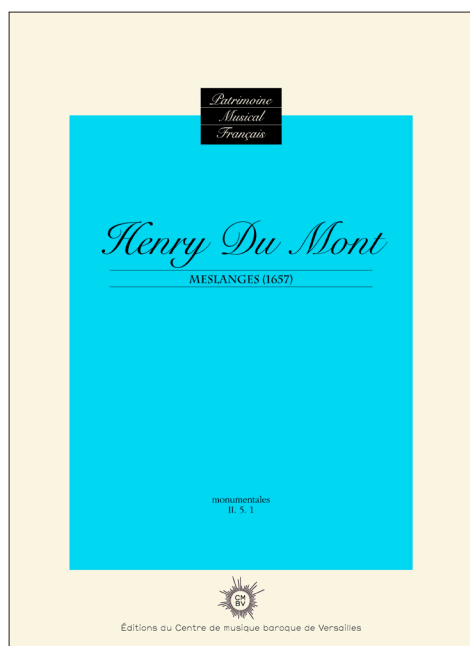 Patrimoine
Musical
Français
Henry Du Mont
MESLANGES (1657)
monumentales
II. 5. 1
CM
BV
Éditions du Centre de musique baroque de Versailles